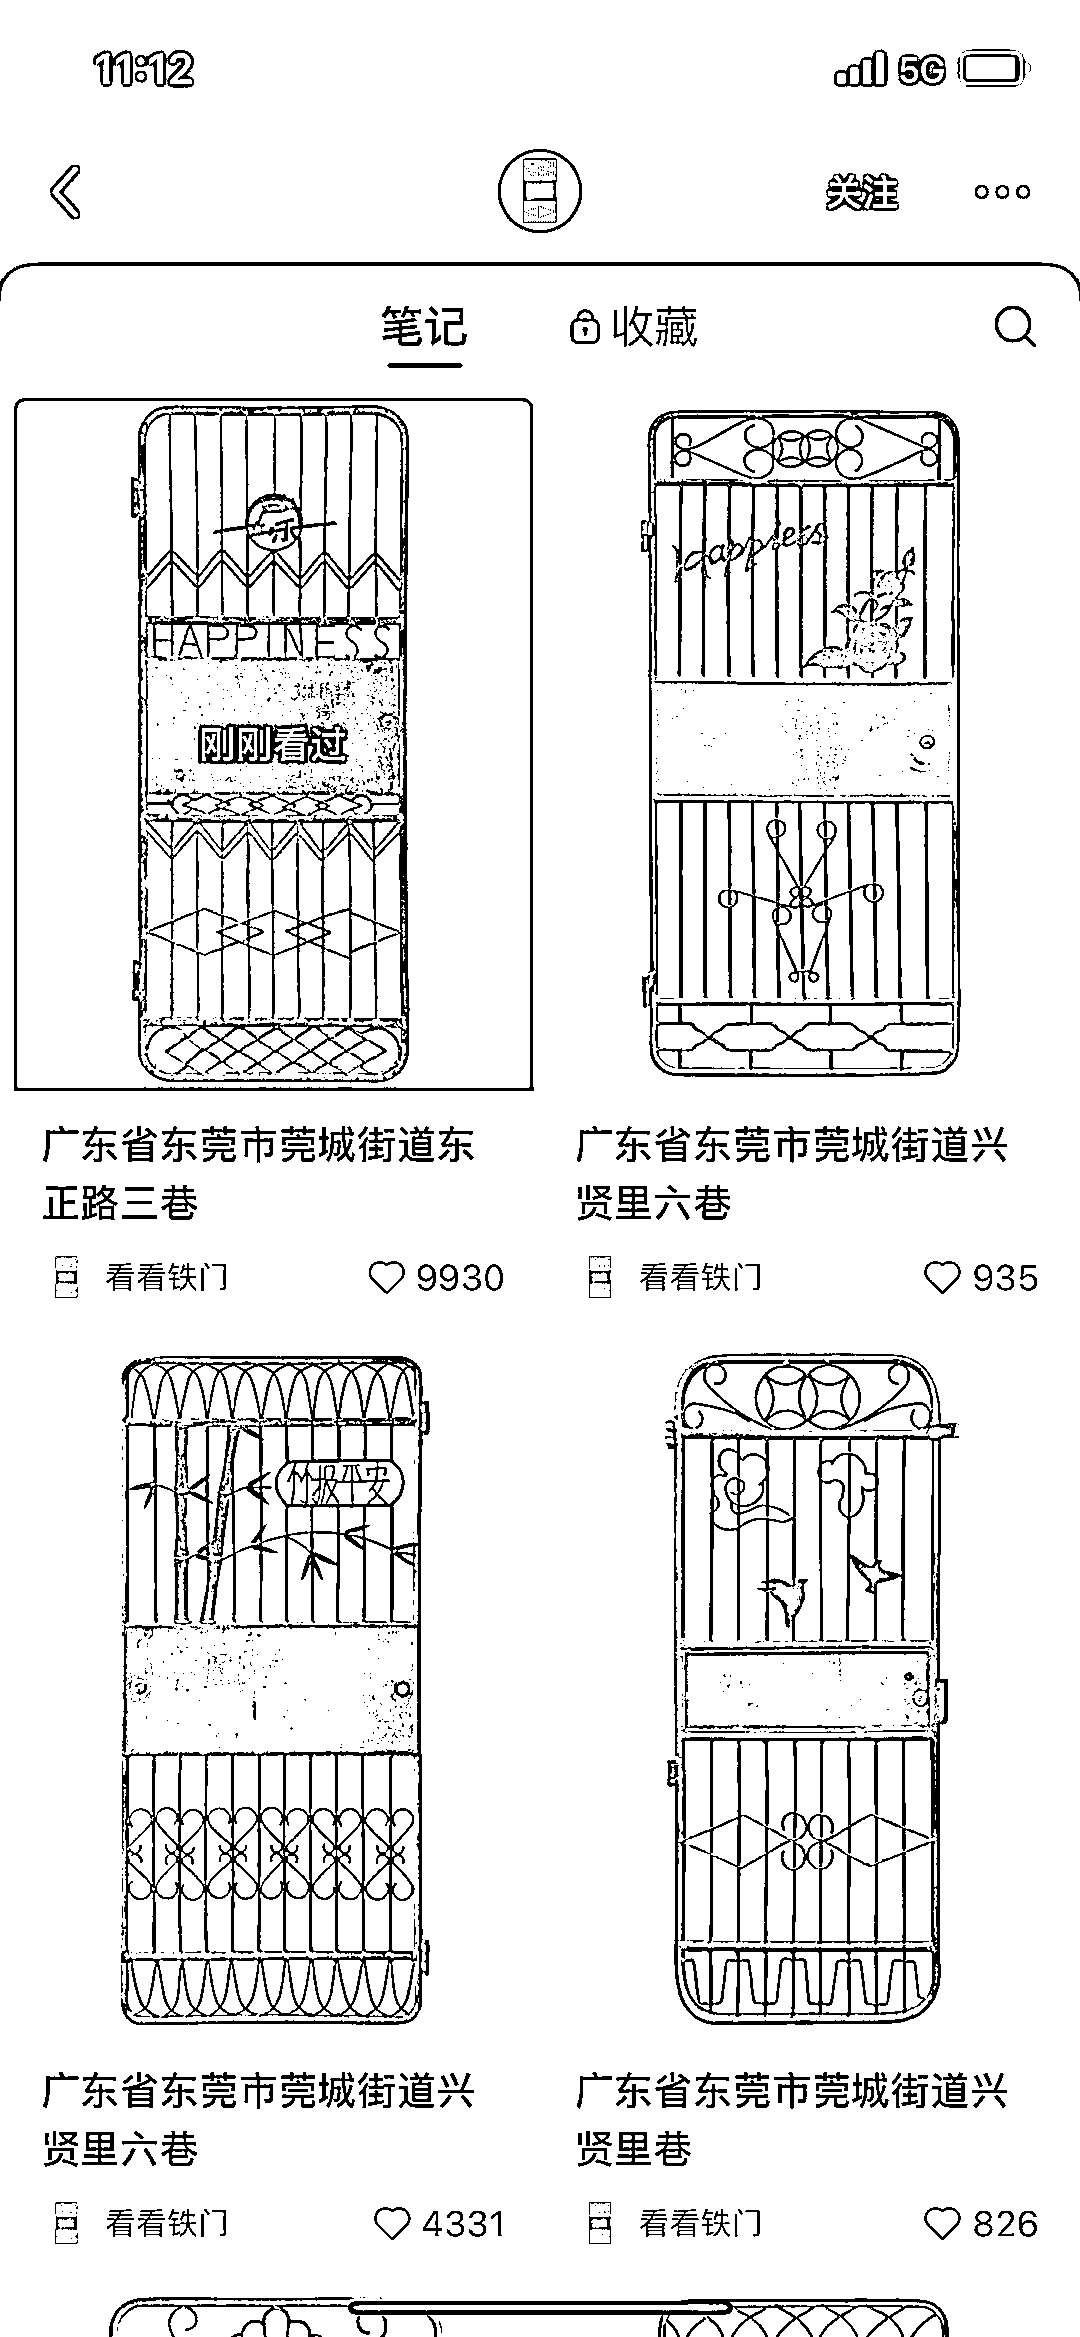 11:12
5G
关注
笔记
收藏
乐
HAPPINESS
刚刚看过
Happiness
广东省东莞市莞城街道东
正路三巷
看看铁门
9930
广东省东莞市莞城街道兴
贤里六巷
看看铁门
935
竹报平安
广东省东莞市莞城街道兴
贤里六巷
看看铁门
4331
广东省东莞市莞城街道兴
贤里巷
看看铁门
826